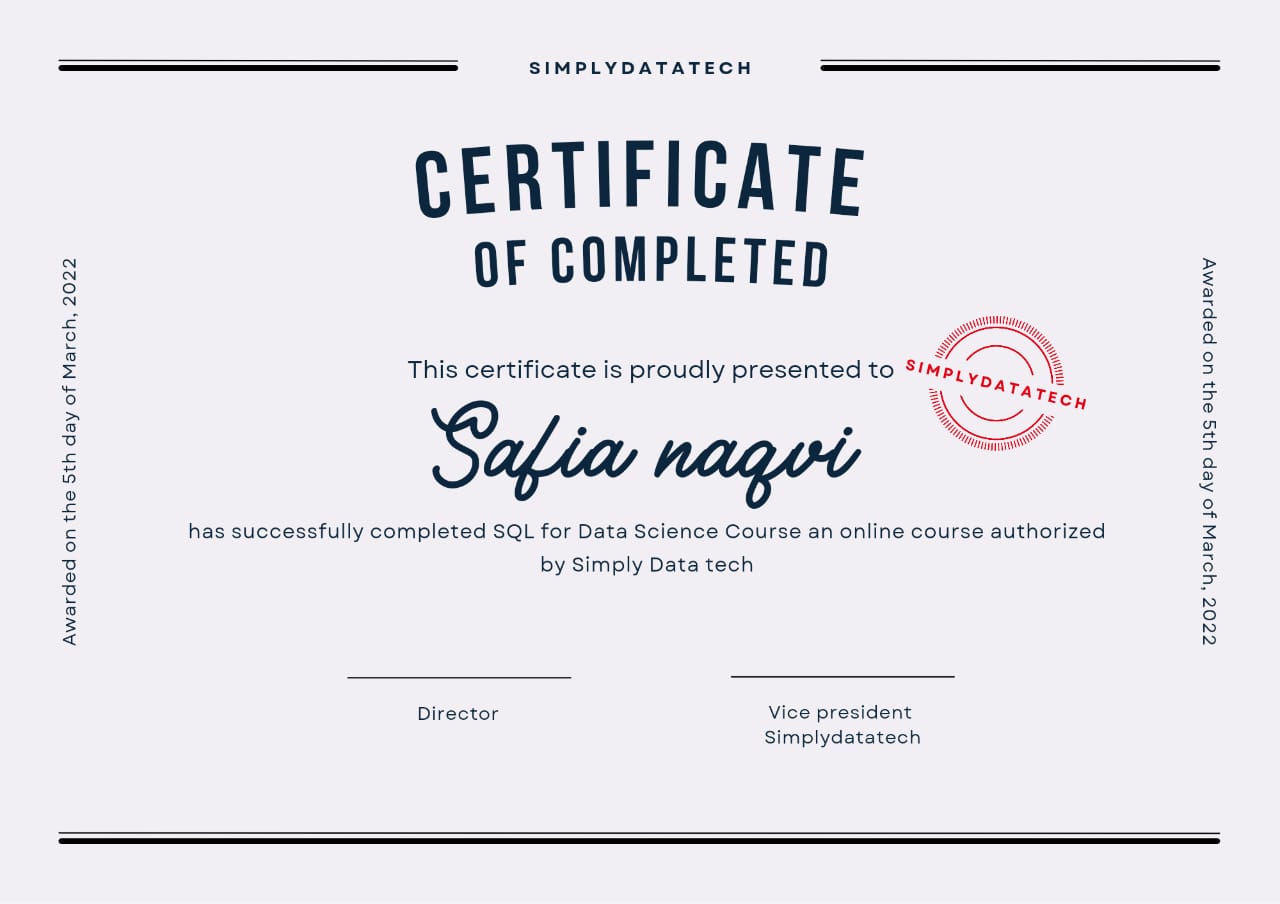 SIMPLYDATATECH
CERTIFICATE
OF COMPLETED
This certificate is proudly presented to
SIMPLYDATATECH
Safia naqvi
has successfully completed SQL for Data Science Course an online course authorized
by Simply Data tech
Awarded on the 5th day of March, 2022
Awarded on the 5th day of March, 2022
Director
Vice president
Simplydatatech